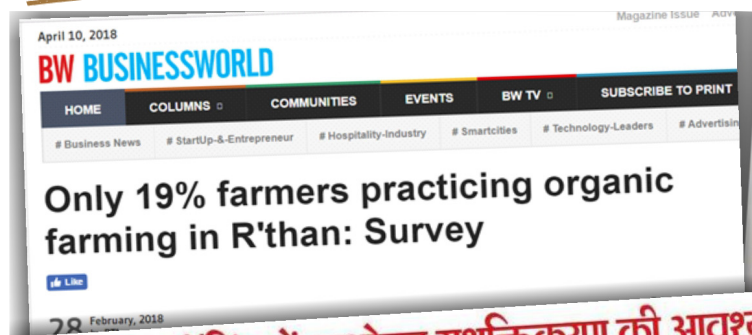 Magazine Issue
April 10, 2018
BW BUSINESSWORLD
HOME COLUMNS COMMUNITIES EVENTS BW TV SUBSCRIBE TO PRINT
# Business News # StartUp-&-Entrepreneur # Hospitality-Industry # Smartcities # Technology-Leaders # Advertisin
Only 19% farmers practicing organic
farming in R'than: Survey
Like
28 February, 2018
की